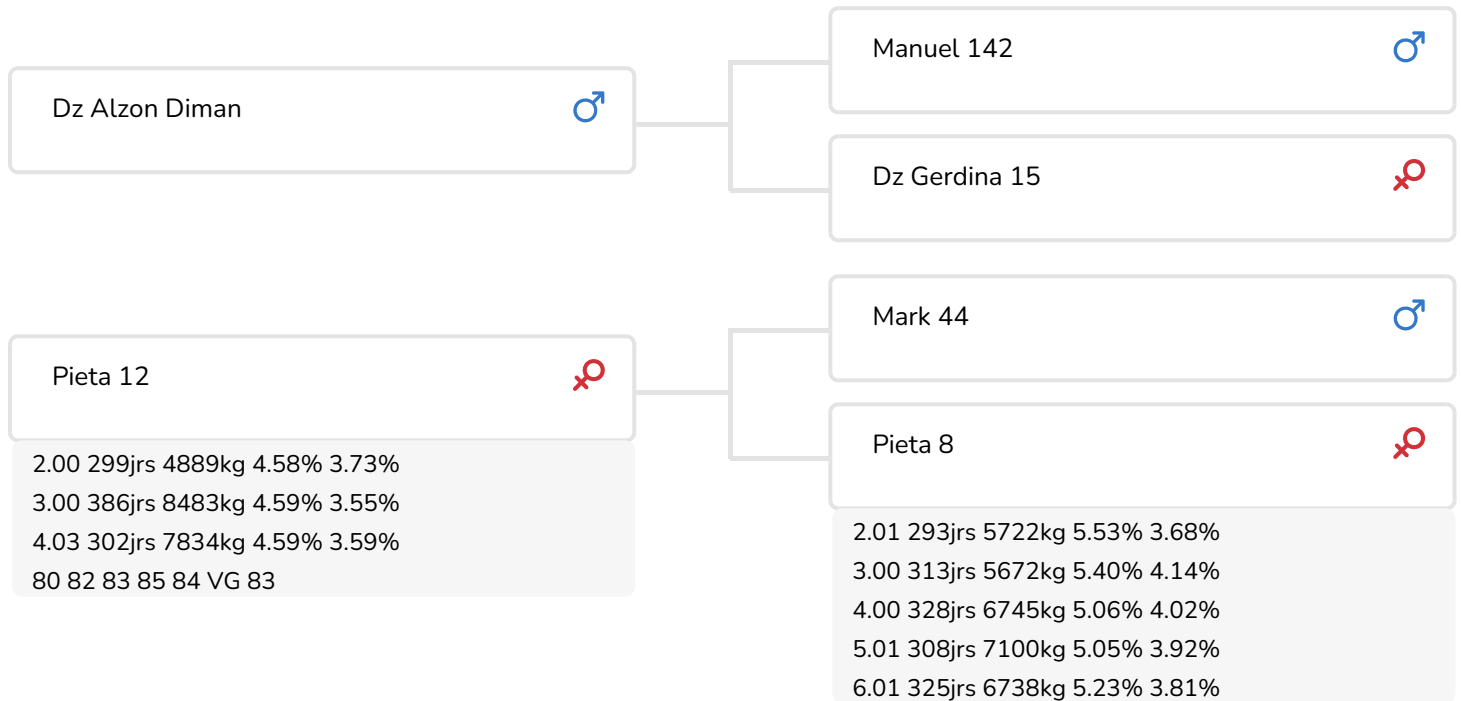 Dz Alzon Diman
Pieta 12
2.00 299jrs 4889kg 4.58% 3.73%
3.00 386jrs 8483kg 4.59% 3.55%
4.03 302jrs 7834kg 4.59% 3.59%
80 82 83 85 84 VG 83
Manuel 142
Dz Gerdina 15
Mark 44
Pieta 8
2.01 293jrs 5722kg 5.53% 3.68%
3.00 313jrs 5672kg 5.40% 4.14%
4.00 328jrs 6745kg 5.06% 4.02%
5.01 308jrs 7100kg 5.05% 3.92%
6.01 325jrs 6738kg 5.23% 3.81%